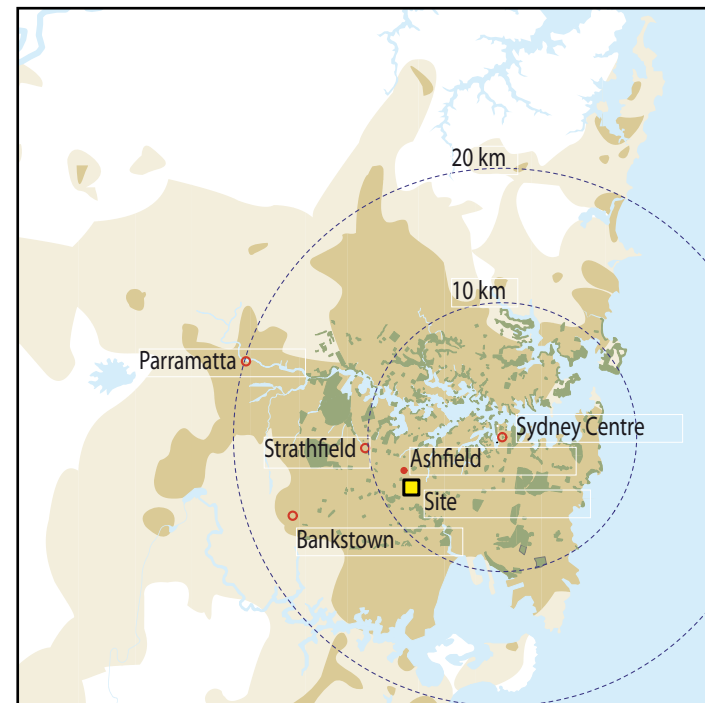 20 km
10 km
Parramatta
Sydney Centre
Strathfield
Ashfield
Site
Bankstown